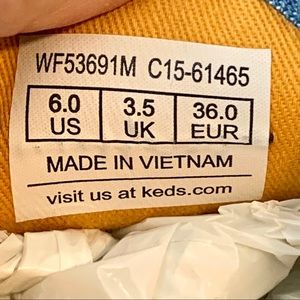 WF53691M C15-61465
6.0 3.5 36.0
US UK EUR
MADE IN VIETNAM
visit us at keds.com